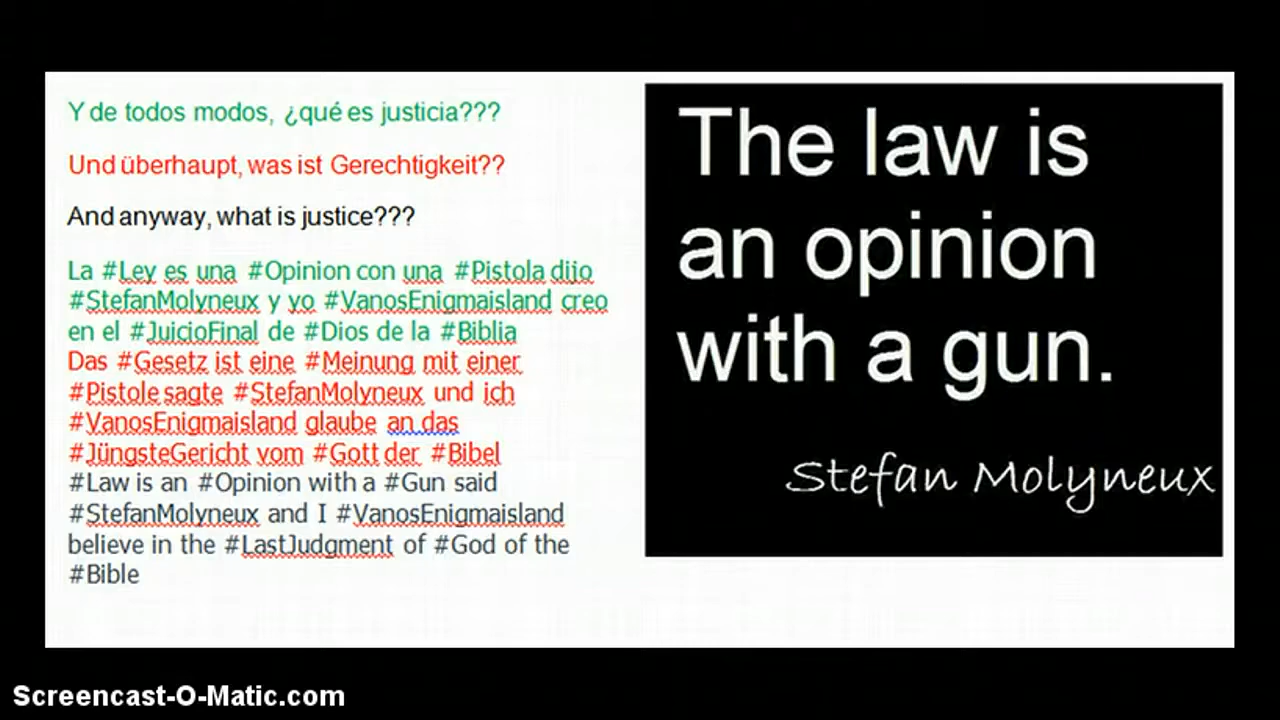 Y de todos modos, ¿qué es justicia???
Und überhaupt, was ist Gerechtigkeit??
And anyway, what is justice???
La #Ley es una #Opinion con una #Pistola dijo
#StefanMolyneux y yo #VanosEnigmaisland creo
en el #JuicioFinal de #Dios de la #Biblia
Das #Gesetz ist eine #Meinung mit einer
#Pistole sagte #StefanMolyneux und ich
#VanosEnigmaisland glaube an das
#JüngsteGericht vom #Gott der #Bibel
#Law is an #Opinion with a #Gun said
#StefanMolyneux and I #VanosEnigmaisland
believe in the #LastJudgment of #God of the
#Bible
The law is
an opinion
with a gun.
Stefan Molyneux
Screencast-O-Matic.com